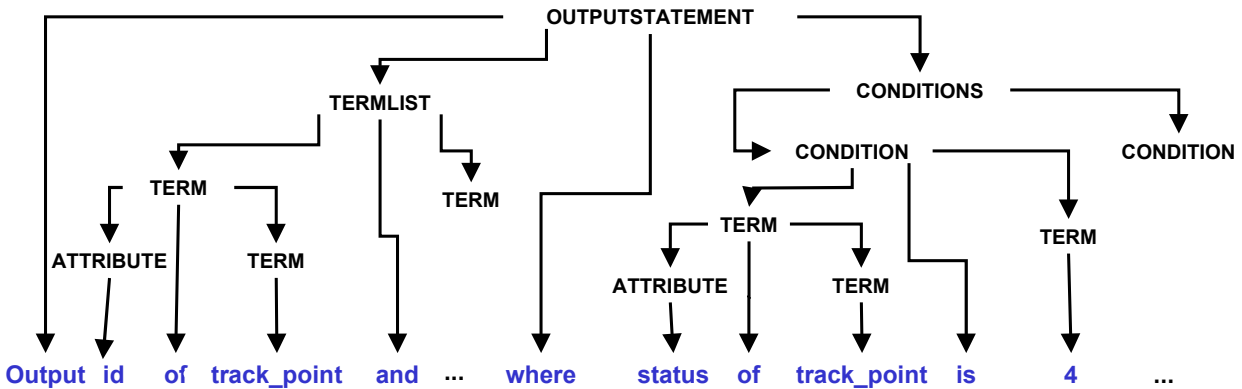 OUTPUTSTATEMENT
CONDITIONS
TERMLIST
CONDITION CONDITION
TERM TERM
TERM TERM
ATTRIBUTE TERM
ATTRIBUTE TERM
Output id of track_point and ... where status of track_point is 4 ...